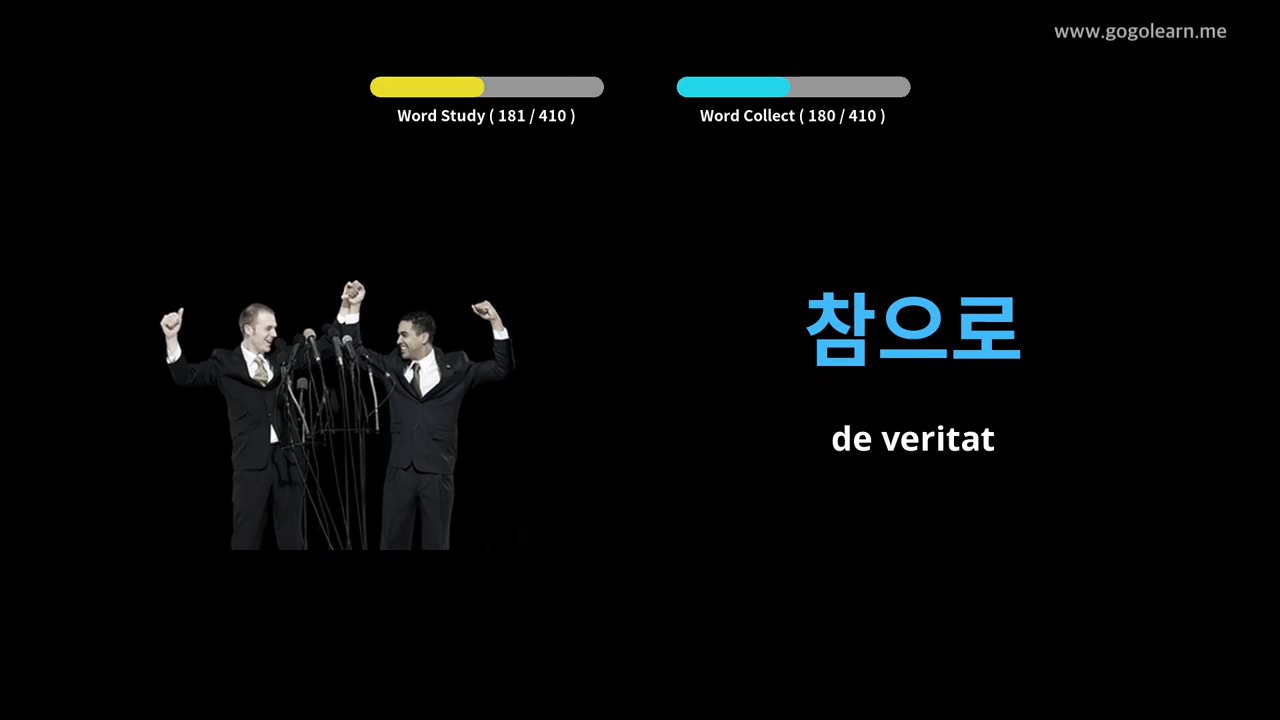 www.gogolearn.me
Word Study ( 181 / 410 )
Word Collect ( 180 / 410 )
참으로
de veritat